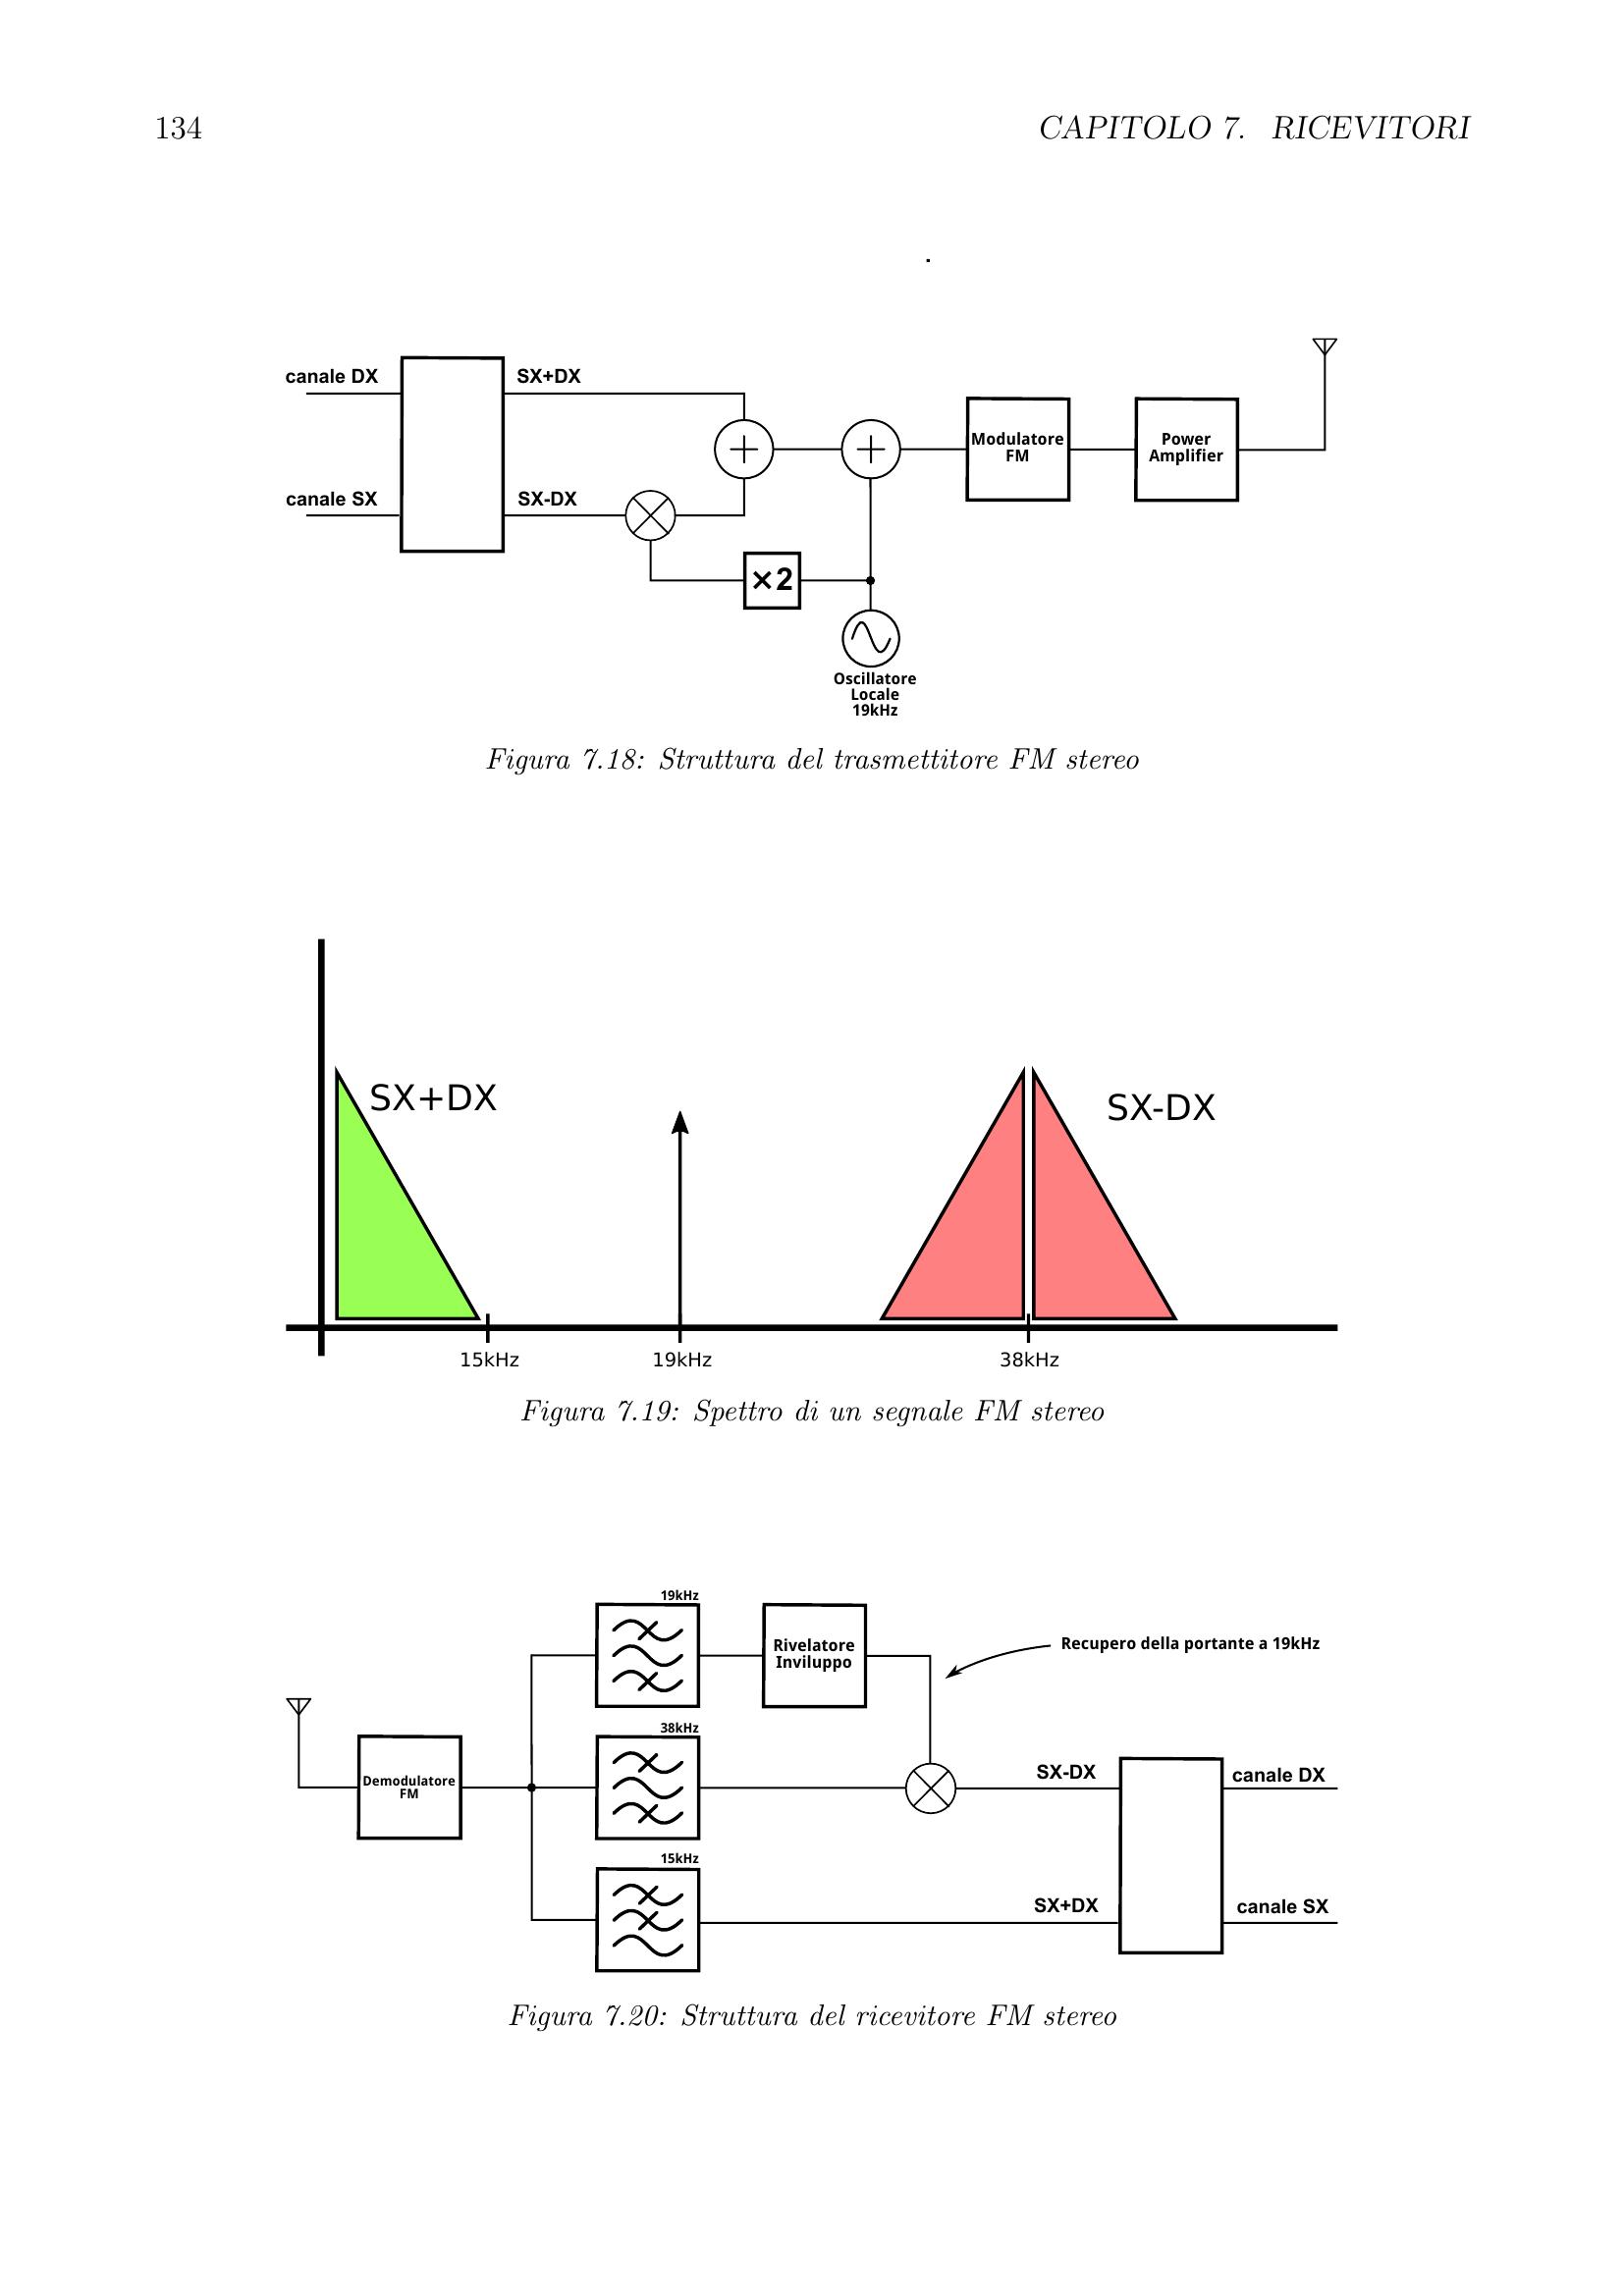 134 CAPITOLO 7. RICEVITORI
canale DX
SX+DX
canale SX
SX-DX
Modulatore
FM
Power
Amplifier
×2
Oscillatore
Locale
19kHz
Figura 7.18: Struttura del trasmettitore FM stereo
SX+DX
SX-DX
15kHz
19kHz
38kHz
Figura 7.19: Spettro di un segnale FM stereo
19kHz
Rivelatore
Inviluppo
Recupero della portante a 19kHz
38kHz
Demodulatore
FM
SX-DX
canale DX
15kHz
SX+DX
canale SX
Figura 7.20: Struttura del ricevitore FM stereo